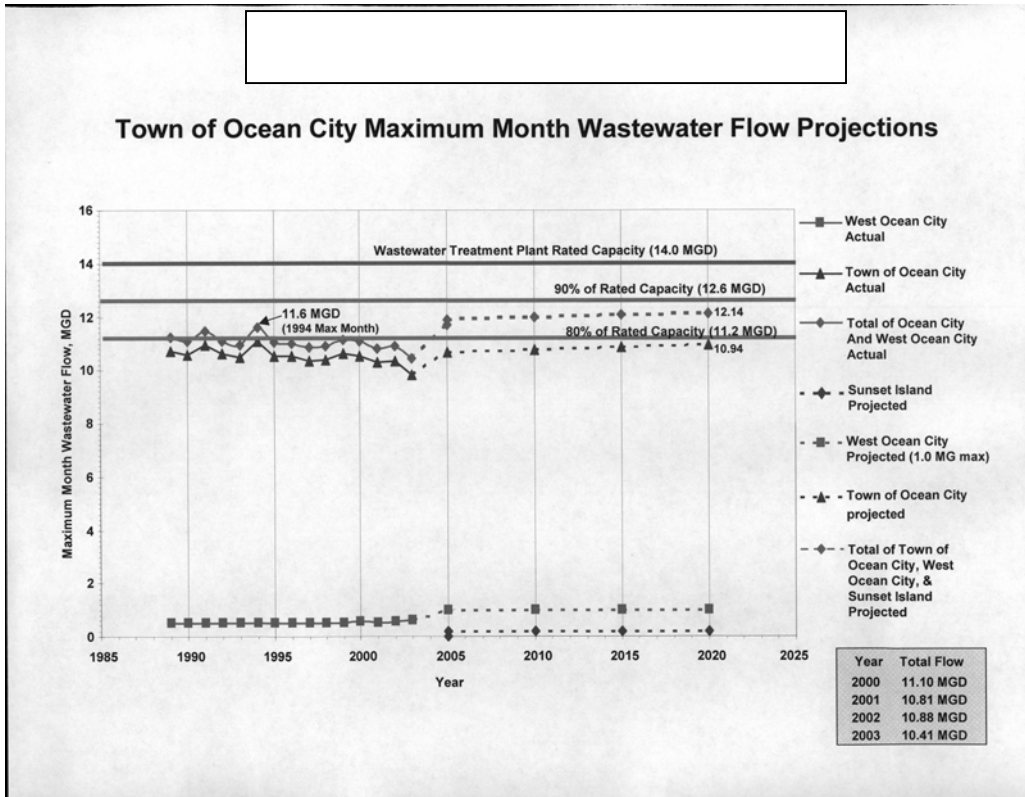 Town of Ocean City Maximum Month Wastewater Flow Projections
Maximum Month Wastewater Flow, MGD
16
14
12
10
8
6
4
2
0
Wastewater Treatment Plant Rated Capacity (14.0 MGD)
90% of Rated Capacity (12.6 MGD)
11.6 MGD
(1994 Max Month)
12.14
80% of Rated Capacity (11.2 MGD)
10.94
1985
1990
1995
2000
2005
2010
2015
2020
2025
Year
West Ocean City
Actual
Town of Ocean City
Actual
Total of Ocean City
And West Ocean City
Actual
Sunset Island
Projected
West Ocean City
Projected (1.0 MG max)
Town of Ocean City
projected
Total of Town of
Ocean City, West
Ocean City, &
Sunset Island
Projected
Year Total Flow
2000 11.10 MGD
2001 10.81 MGD
2002 10.88 MGD
2003 10.41 MGD